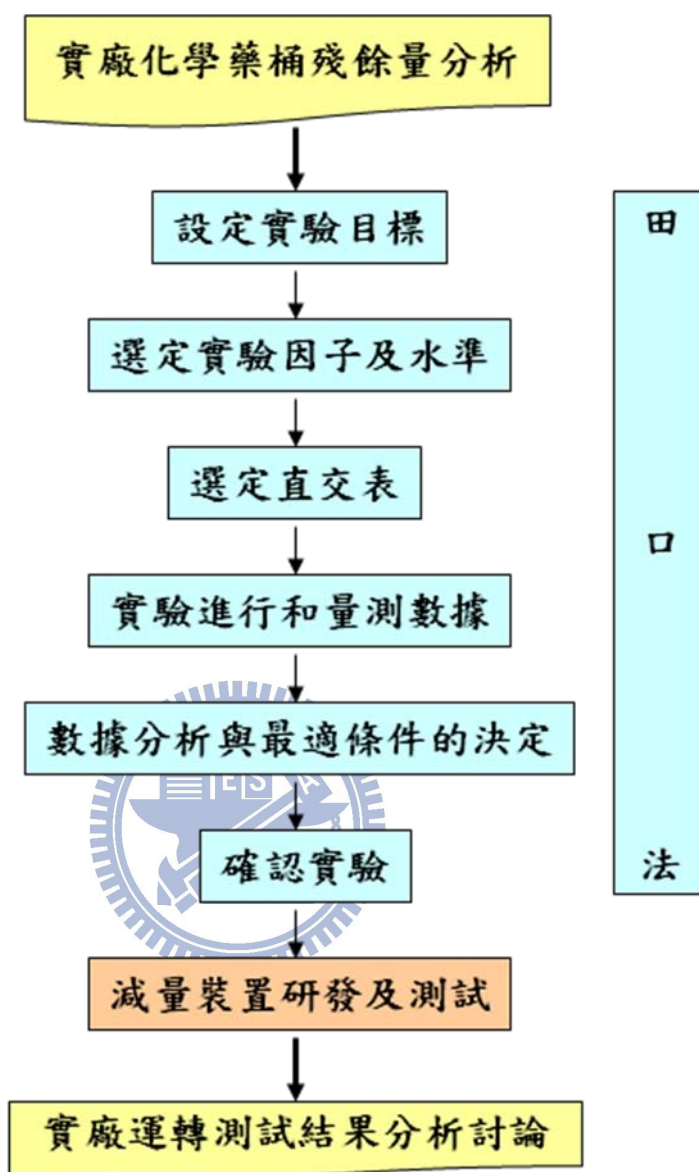 實廠化學藥桶殘餘量分析
設定實驗目標
選定實驗因子及水準
選定直交表
實驗進行和量測數據
數據分析與最適條件的決定
確認實驗
減量裝置研發及測試
實廠運轉測試結果分析討論
田
口
法
ES
A